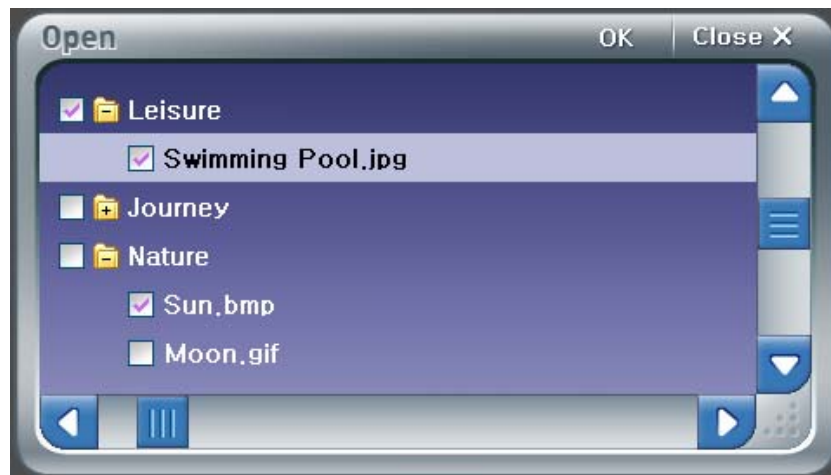 Open OK Close X
Leisure
Swimming Pool.jpg
Journey
Nature
Sun.bmp
Moon.gif